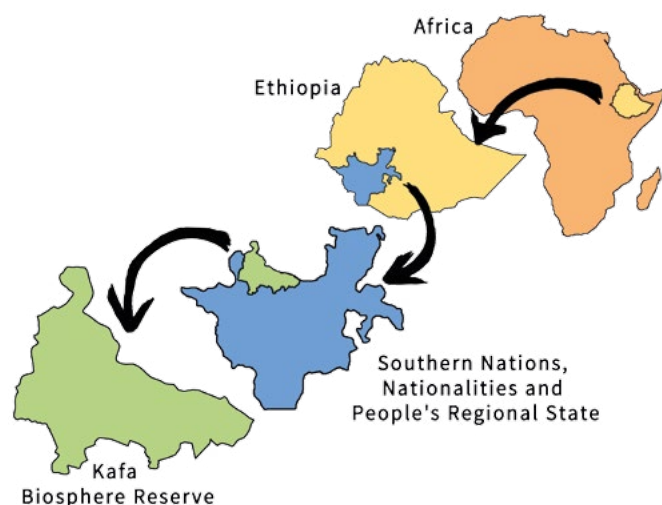 Africa
Ethiopia
Southern Nations,
Nationalities and
People's Regional State
Kafa
Biosphere Reserve